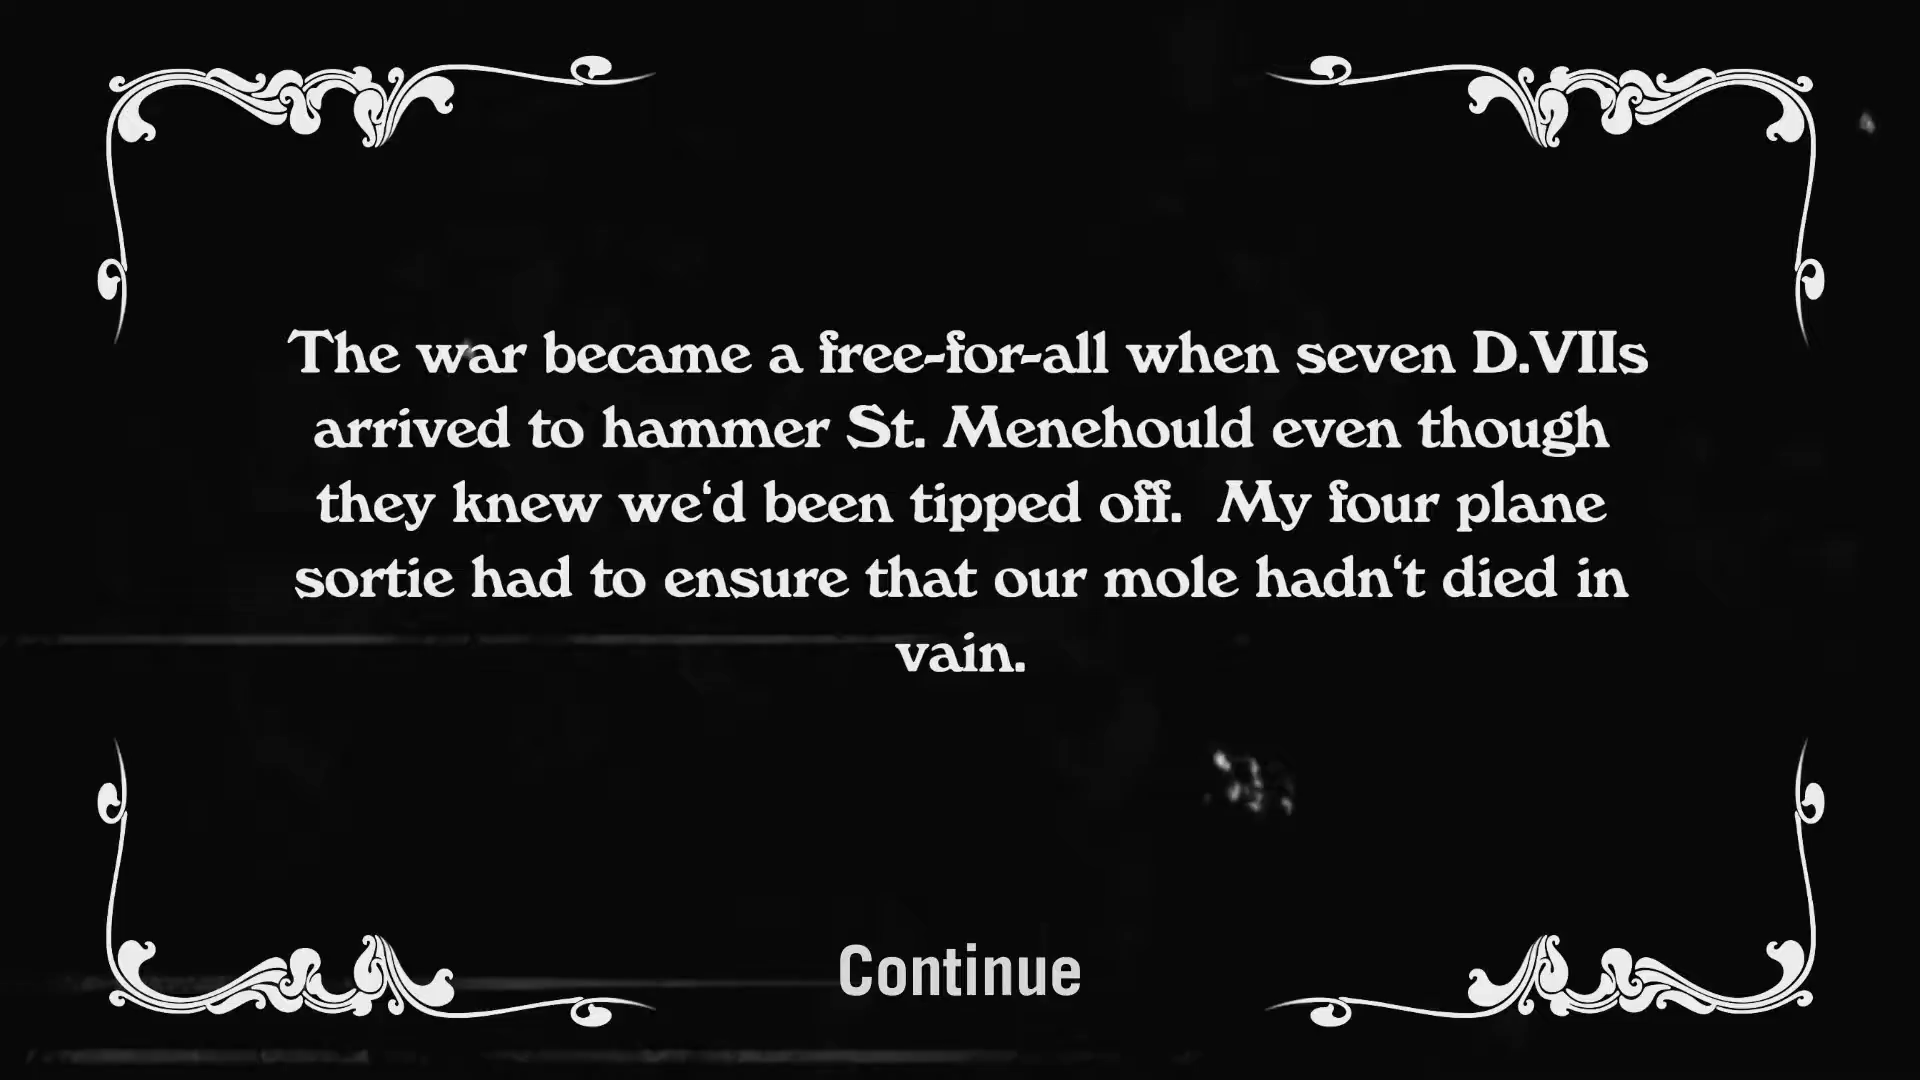 The war became a free-for-all when seven D.VIIs
arrived to hammer St. Menehould even though
they knew we‘d been tipped off.  My four plane
sortie had to ensure that our mole hadn‘t died in
vain.
Continue